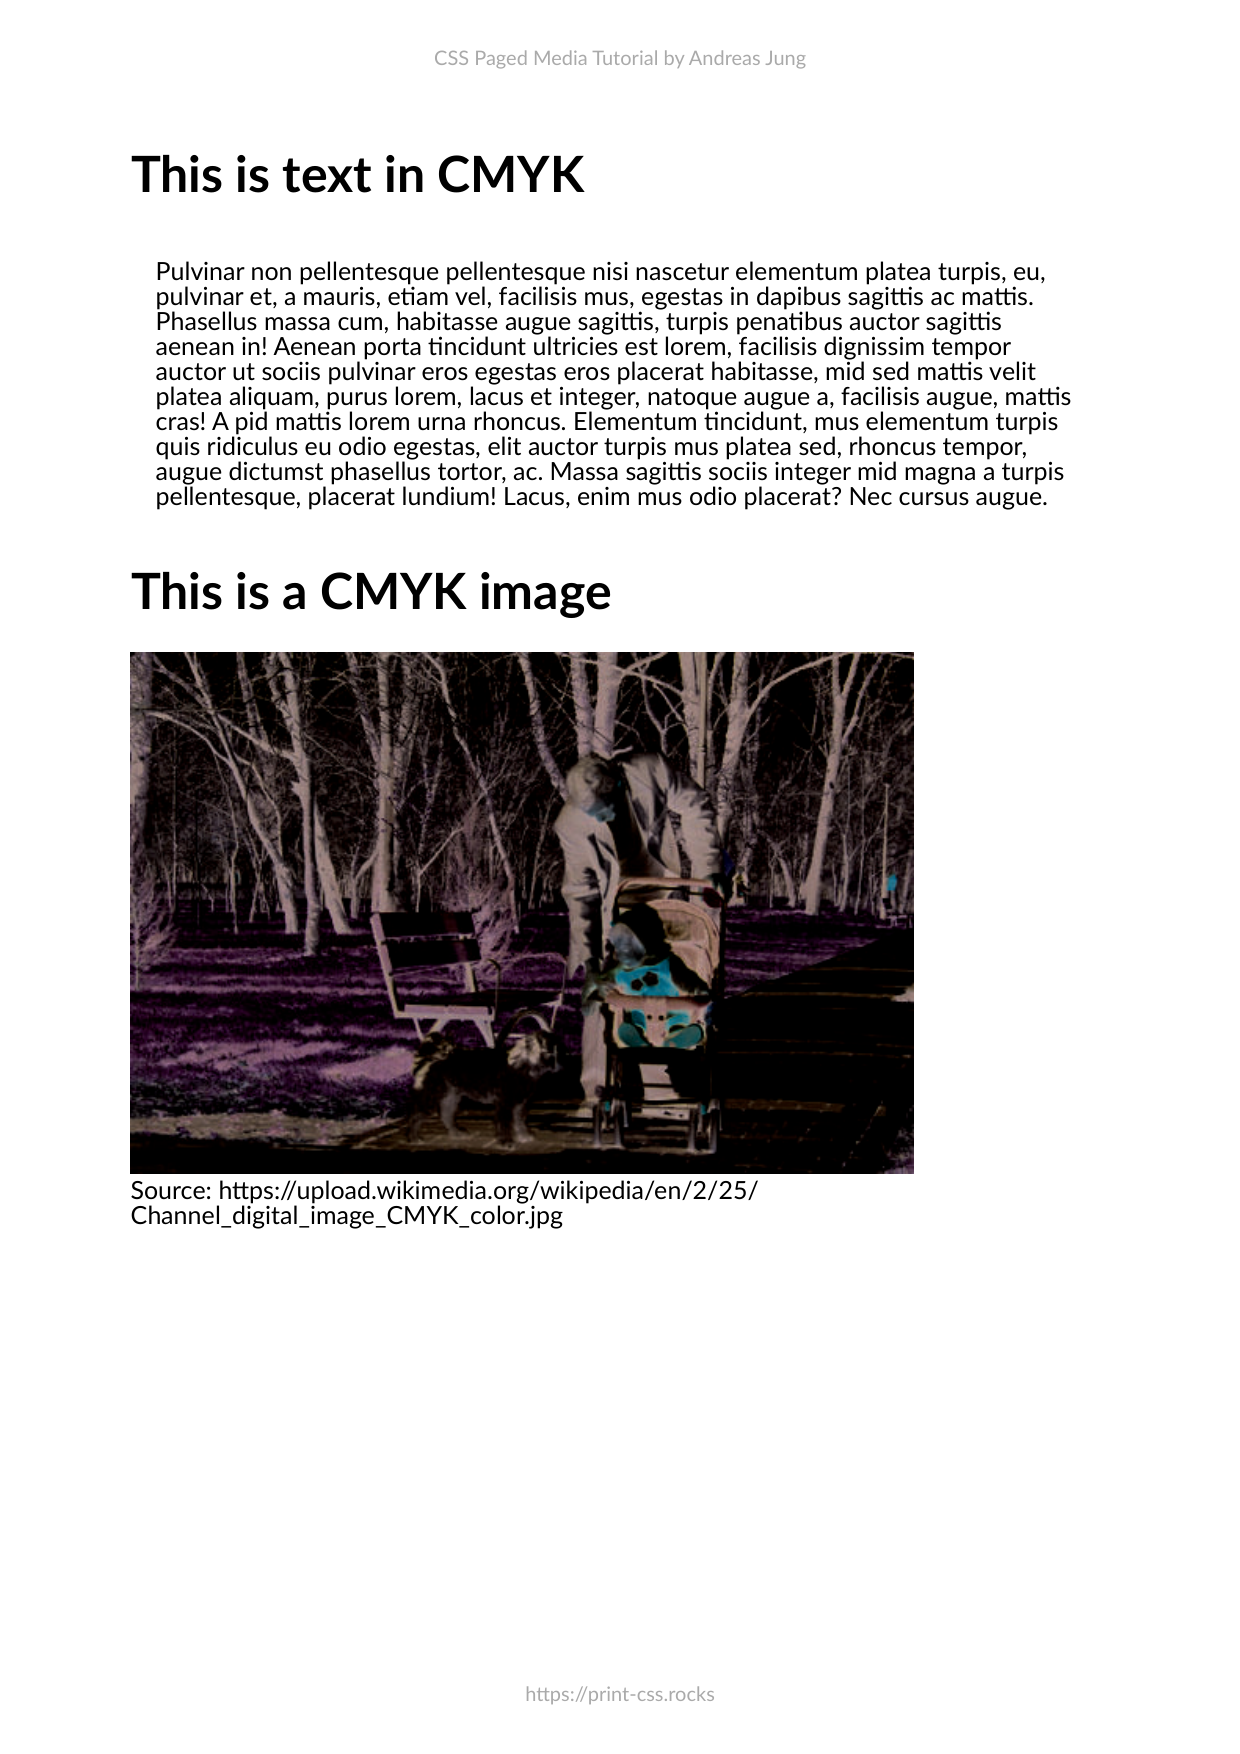 CSS Paged Media Tutorial by Andreas Jung
This is text in CMYK
Pulvinar non pellentesque pellentesque nisi nascetur elementum platea turpis, eu,
pulvinar et, a mauris, etiam vel, facilisis mus, egestas in dapibus sagittis ac mattis.
Phasellus massa cum, habitasse augue sagittis, turpis penatibus auctor sagittis
aenean in! Aenean porta tincidunt ultricies est lorem, facilisis dignissim tempor
auctor ut sociis pulvinar eros egestas eros placerat habitasse, mid sed mattis velit
platea aliquam, purus lorem, lacus et integer, natoque augue a, facilisis augue, mattis
cras! A pid mattis lorem urna rhoncus. Elementum tincidunt, mus elementum turpis
quis ridiculus eu odio egestas, elit auctor turpis mus platea sed, rhoncus tempor,
augue dictumst phasellus tortor, ac. Massa sagittis sociis integer mid magna a turpis
pellentesque, placerat lundium! Lacus, enim mus odio placerat? Nec cursus augue.
This is a CMYK image
Source: https://upload.wikimedia.org/wikipedia/en/2/25/
Channel_digital_image_CMYK_color.jpg
https://print-css.rocks